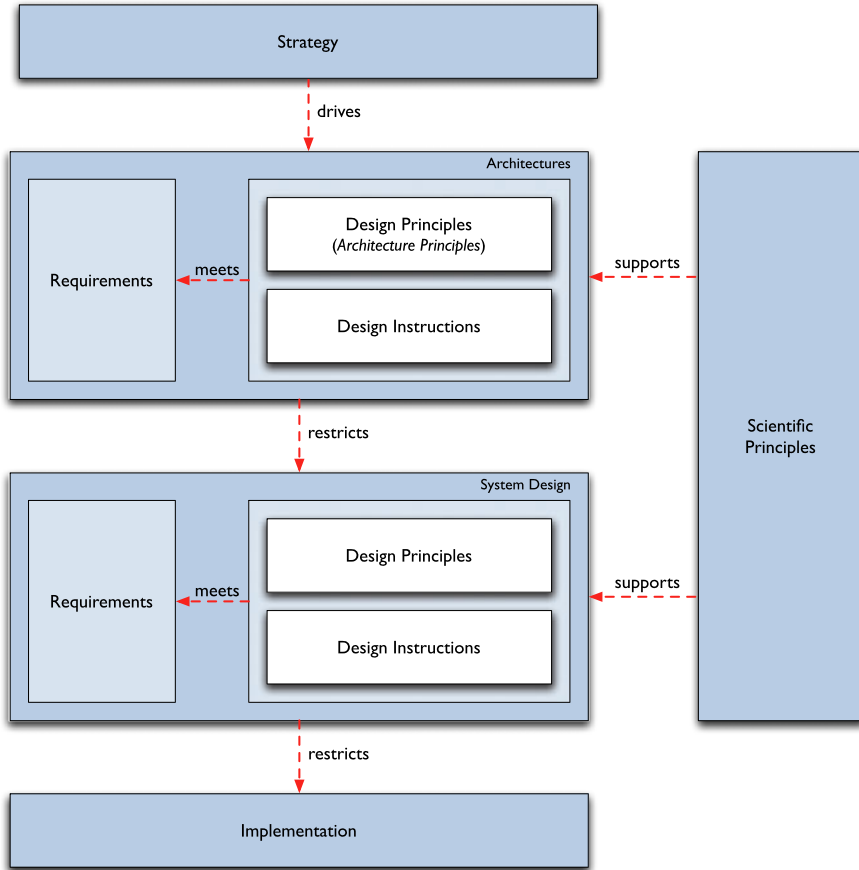 Strategy
drives
Architectures
Requirements
meets
Design Principles
(Architecture Principles)
Design Instructions
supports
restricts
Scientific
Principles
System Design
Requirements
meets
Design Principles
Design Instructions
supports
restricts
Implementation